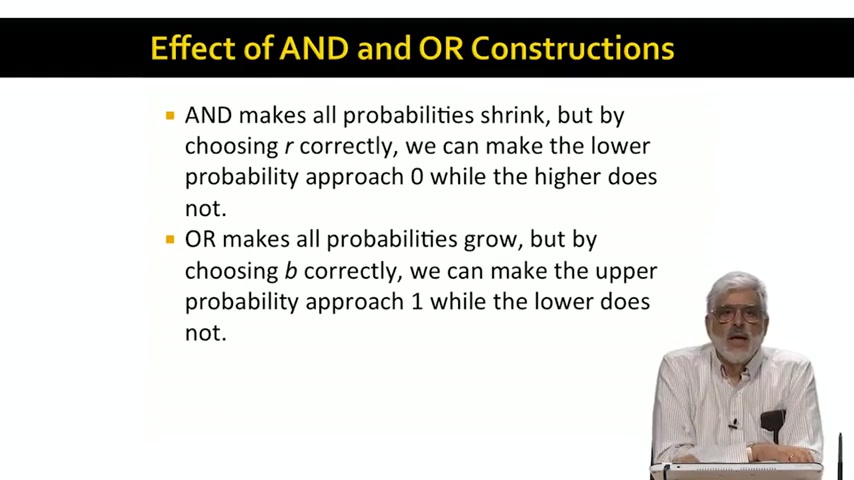 Effect of AND and OR Constructions
AND makes all probabilities shrink, but by
choosing r correctly, we can make the lower
probability approach 0 while the higher does
not.
OR makes all probabilities grow, but by
choosing b correctly, we can make the upper
probability approach 1 while the lower does
not.